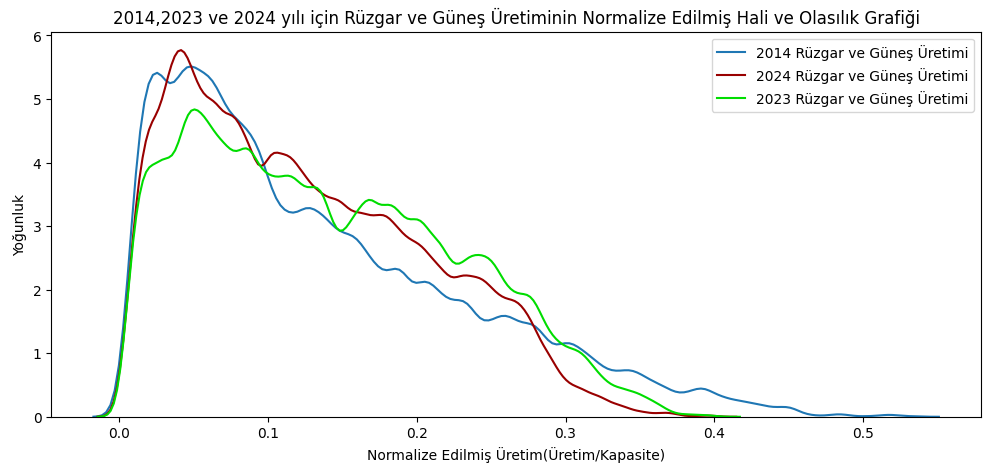 2014,2023 ve 2024 yılı için Rüzgar ve Güneş Üretiminin Normalize Edilmiş Hali ve Olasılık Grafiği
2014 Rüzgar ve Güneş Üretimi
2024 Rüzgar ve Güneş Üretimi
2023 Rüzgar ve Güneş Üretimi
Yoğunluk
6
5
4
3
2
1
0
0.0 0.1 0.2 0.3 0.4 0.5
Normalize Edilmiş Üretim(Üretim/Kapasite)